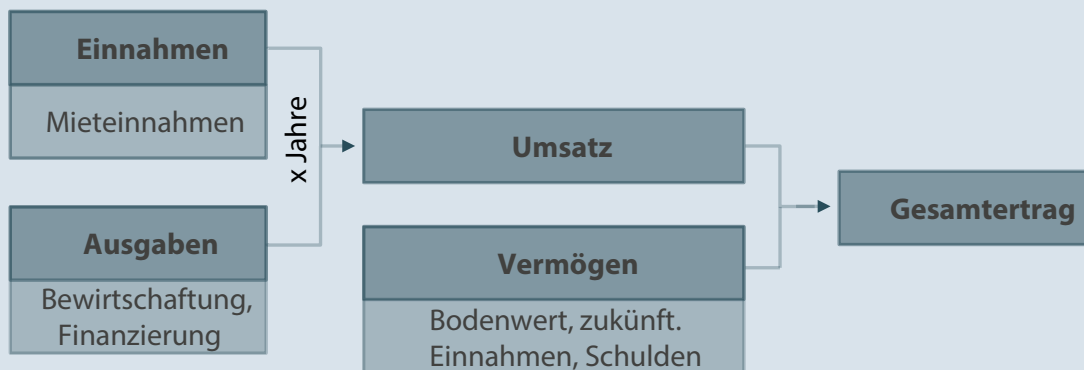 Einnahmen
Mieteinnahmen
Ausgaben
Bewirtschaftung,
Finanzierung
x Jahre
Umsatz
Vermögen
Bodenwert, zukünft.
Einnahmen, Schulden
Gesamtertrag